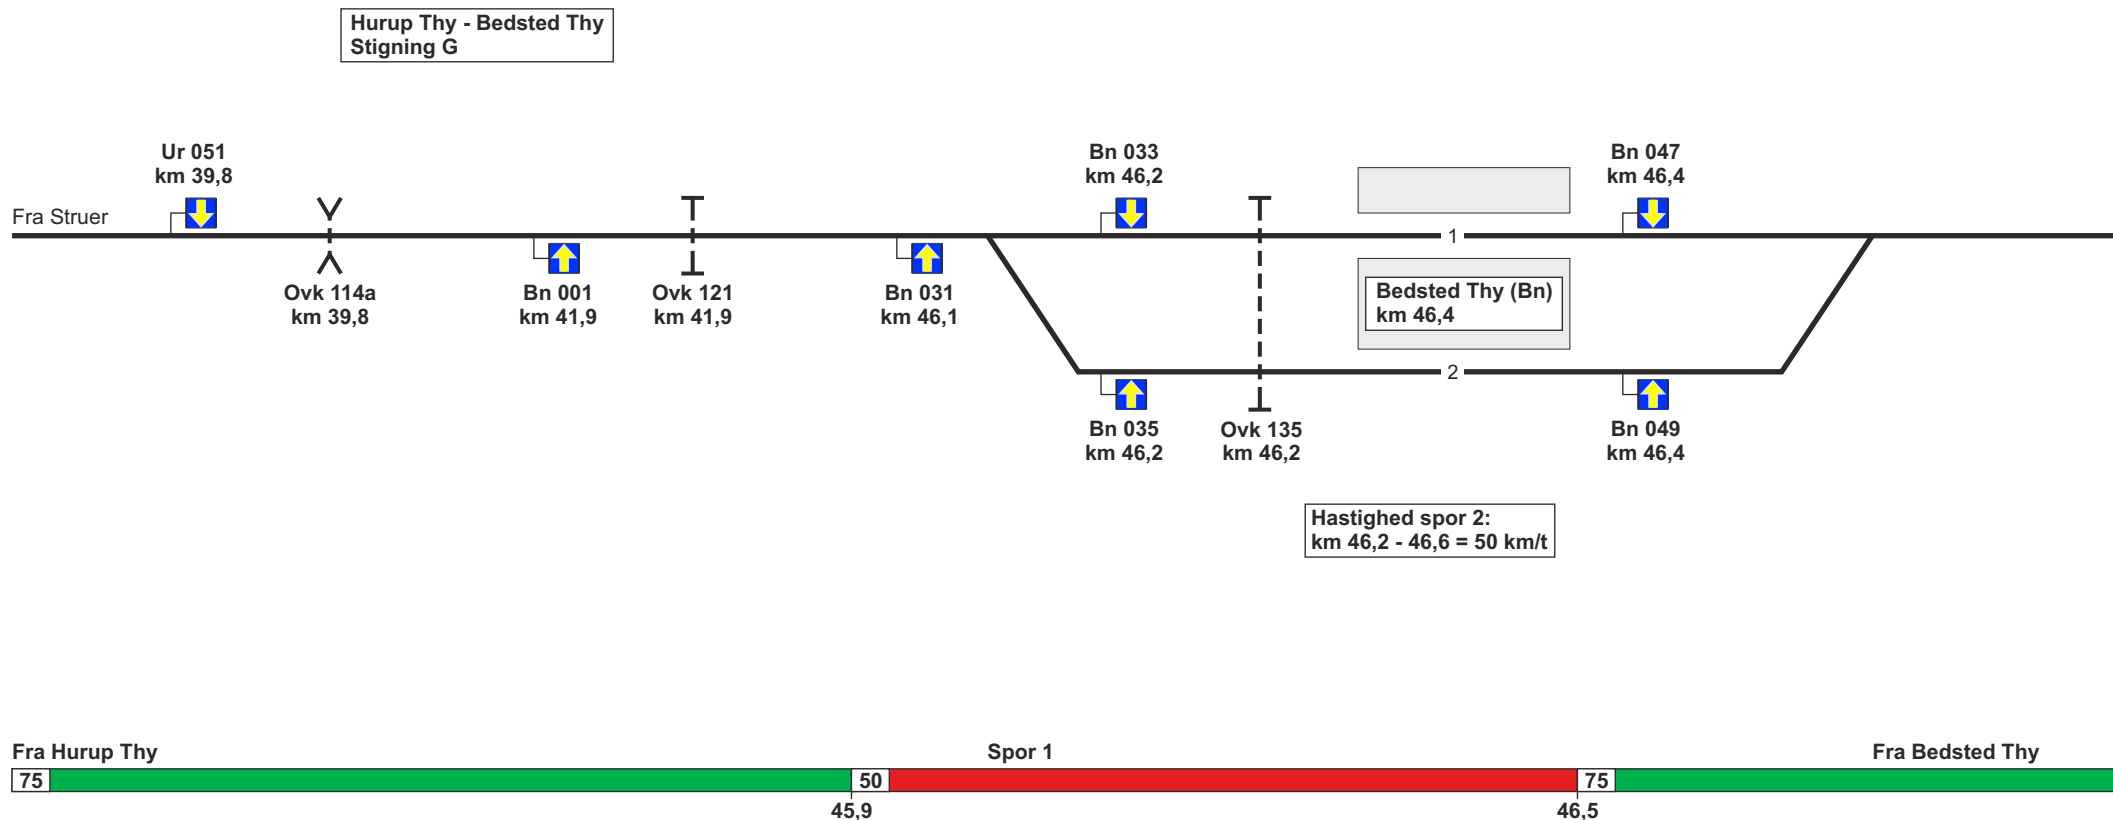 Hurup Thy - Bedsted Thy
Stigning G
Ur 051
km 39,8
Bn 033
km 46,2
Bn 047
km 46,4
Fra Struer
1
Ovk 114a
km 39,8
Bn 001
km 41,9
Ovk 121
km 41,9
Bn 031
km 46,1
Bedsted Thy (Bn)
km 46,4
2
Bn 035
km 46,2
Ovk 135
km 46,2
Bn 049
km 46,4
Hastighed spor 2:
km 46,2 - 46,6 = 50 km/t
Fra Hurup Thy
Spor 1
Fra Bedsted Thy
75
50
75
45,9
46,5